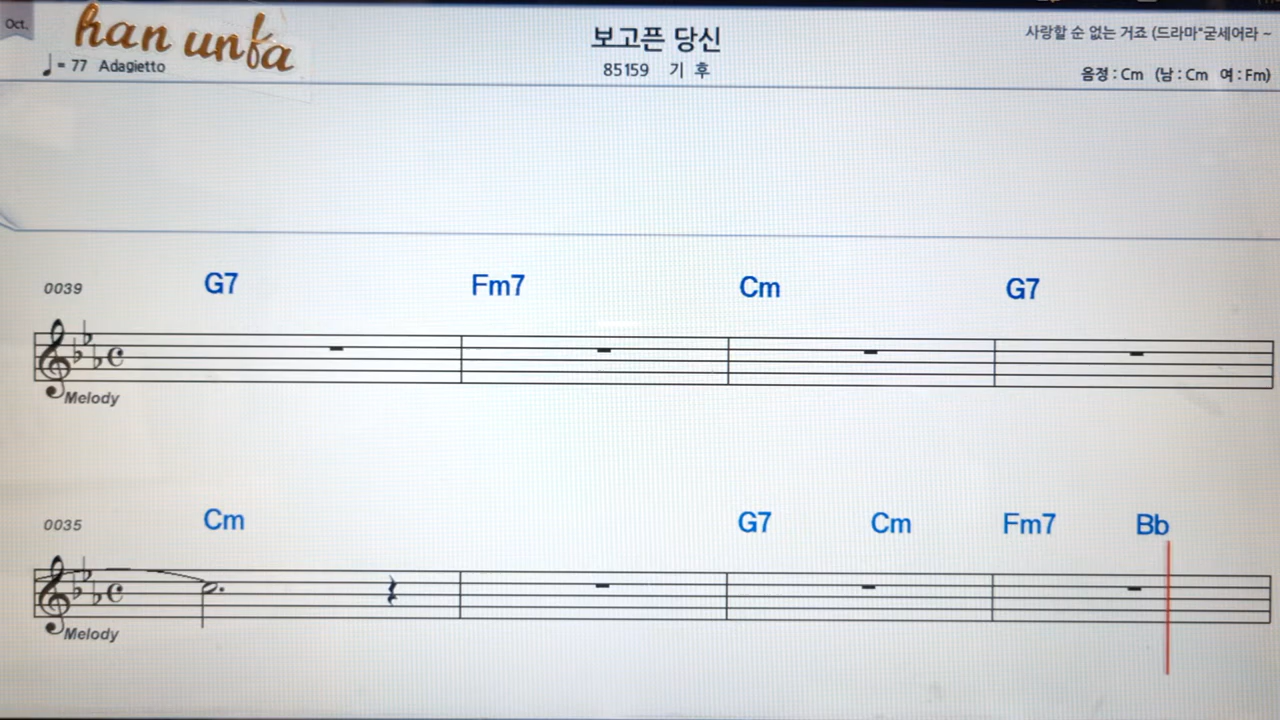 Oct.
han unfa
♩= 77 Adagietto
보고픈 당신
85159 기 후
사랑할 순 없는 거죠 (드라마"굳세어라 ~
음정 : Cm (남 : Cm 여 : Fm)
0039
G7 Fm7 Cm G7
Melody
0035
Cm G7 Cm Fm7 Bb
Melody